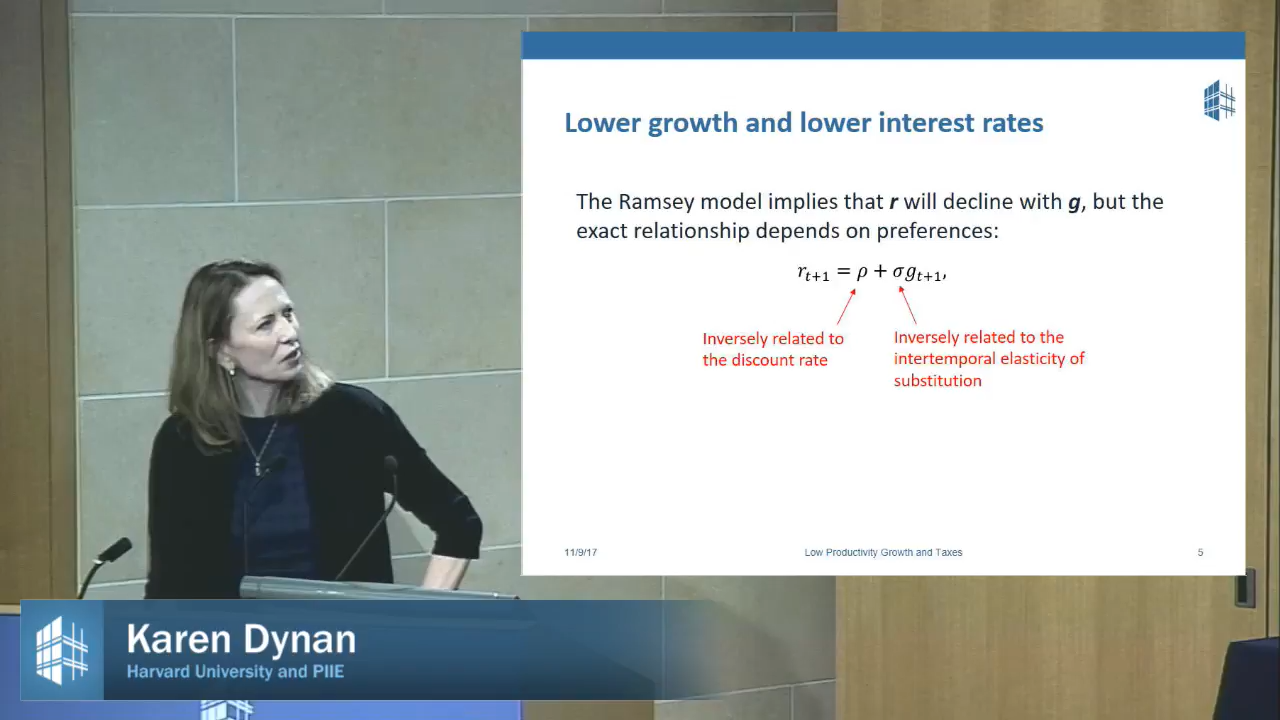 Lower growth and lower interest rates
The Ramsey model implies that r will decline with g, but the
exact relationship depends on preferences:
rₜ₊₁ = ρ + σgₜ₊₁,
Inversely related to
the discount rate
Inversely related to the
intertemporal elasticity of
substitution
11/9/17
Low Productivity Growth and Taxes
5
Karen Dynan
Harvard University and PIIE